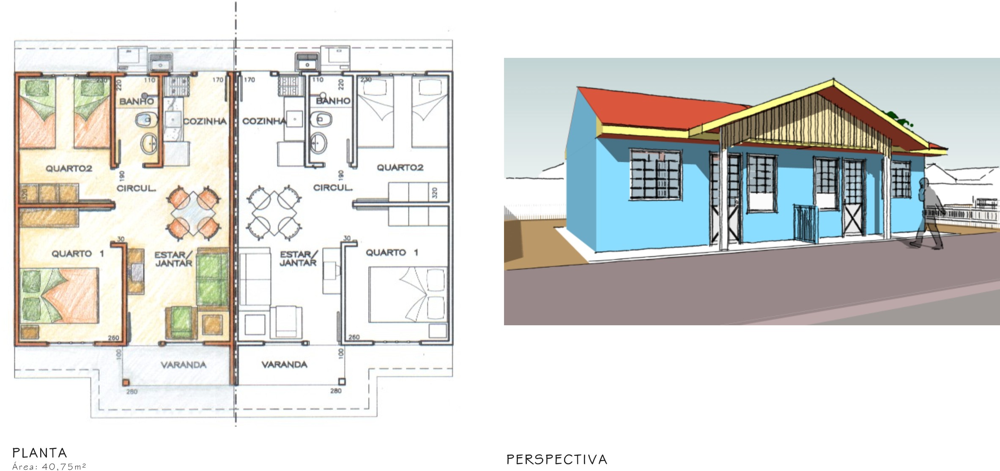 230
220
110
170
170
110
220
230
BANHO
BANHO
COZINHA
COZINHA
QUARTO2
QUARTO2
190
190
CIRCUL.
CIRCUL.
320
320
30
30
QUARTO 1
ESTAR/
JANTAR
ESTAR/
JANTAR
QUARTO 1
260
260
100
100
VARANDA
VARANDA
280
280
PLANTA
Área: 40,75m²
PERSPECTIVA